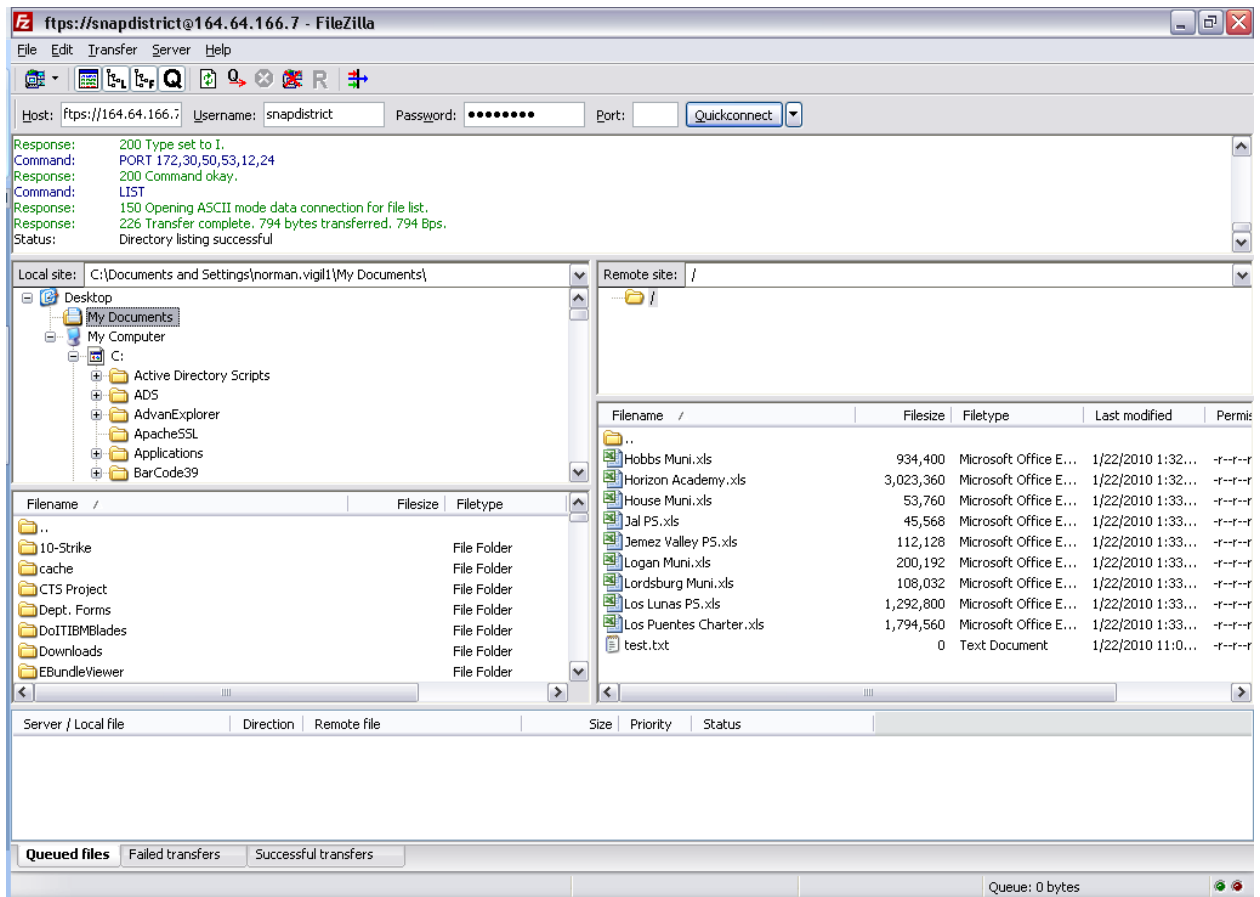 ftps://snapdistrict@164.64.166.7 - FileZilla
File Edit Transfer Server Help
Host: ftps://164.64.166.7 Username: snapdistrict Password: •••••••• Port: Quickconnect
Response: 200 Type set to I.
Command: PORT 172,30,50,53,12,24
Response: 200 Command okay.
Command: LIST
Response: 150 Opening ASCII mode data connection for file list.
Response: 226 Transfer complete. 794 bytes transferred. 794 Bps.
Status: Directory listing successful
Local site: C:\Documents and Settings\norman.vigil1\My Documents\
Desktop
My Documents
My Computer
C:
Active Directory Scripts
ADS
AdvanExplorer
ApacheSSL
Applications
BarCode39
Filename / Filesize Filetype
..
10-Strike File Folder
cache File Folder
CTS Project File Folder
Dept. Forms File Folder
DoITIBMBlades File Folder
Downloads File Folder
EBundleViewer File Folder
Remote site: /
/
Filename / Filesize Filetype Last modified Permis
..
Hobbs Muni.xls 934,400 Microsoft Office E... 1/22/2010 1:32... -r--r--r
Horizon Academy.xls 3,023,360 Microsoft Office E... 1/22/2010 1:32... -r--r--r
House Muni.xls 53,760 Microsoft Office E... 1/22/2010 1:33... -r--r--r
Jal PS.xls 45,568 Microsoft Office E... 1/22/2010 1:33... -r--r--r
Jemez Valley PS.xls 112,128 Microsoft Office E... 1/22/2010 1:33... -r--r--r
Logan Muni.xls 200,192 Microsoft Office E... 1/22/2010 1:33... -r--r--r
Lordsburg Muni.xls 108,032 Microsoft Office E... 1/22/2010 1:33... -r--r--r
Los Lunas PS.xls 1,292,800 Microsoft Office E... 1/22/2010 1:33... -r--r--r
Los Puentes Charter.xls 1,794,560 Microsoft Office E... 1/22/2010 1:33... -r--r--r
test.txt 0 Text Document 1/22/2010 11:0... -r--r--r
Server / Local file Direction Remote file Size Priority Status
Queued files Failed transfers Successful transfers
Queue: 0 bytes